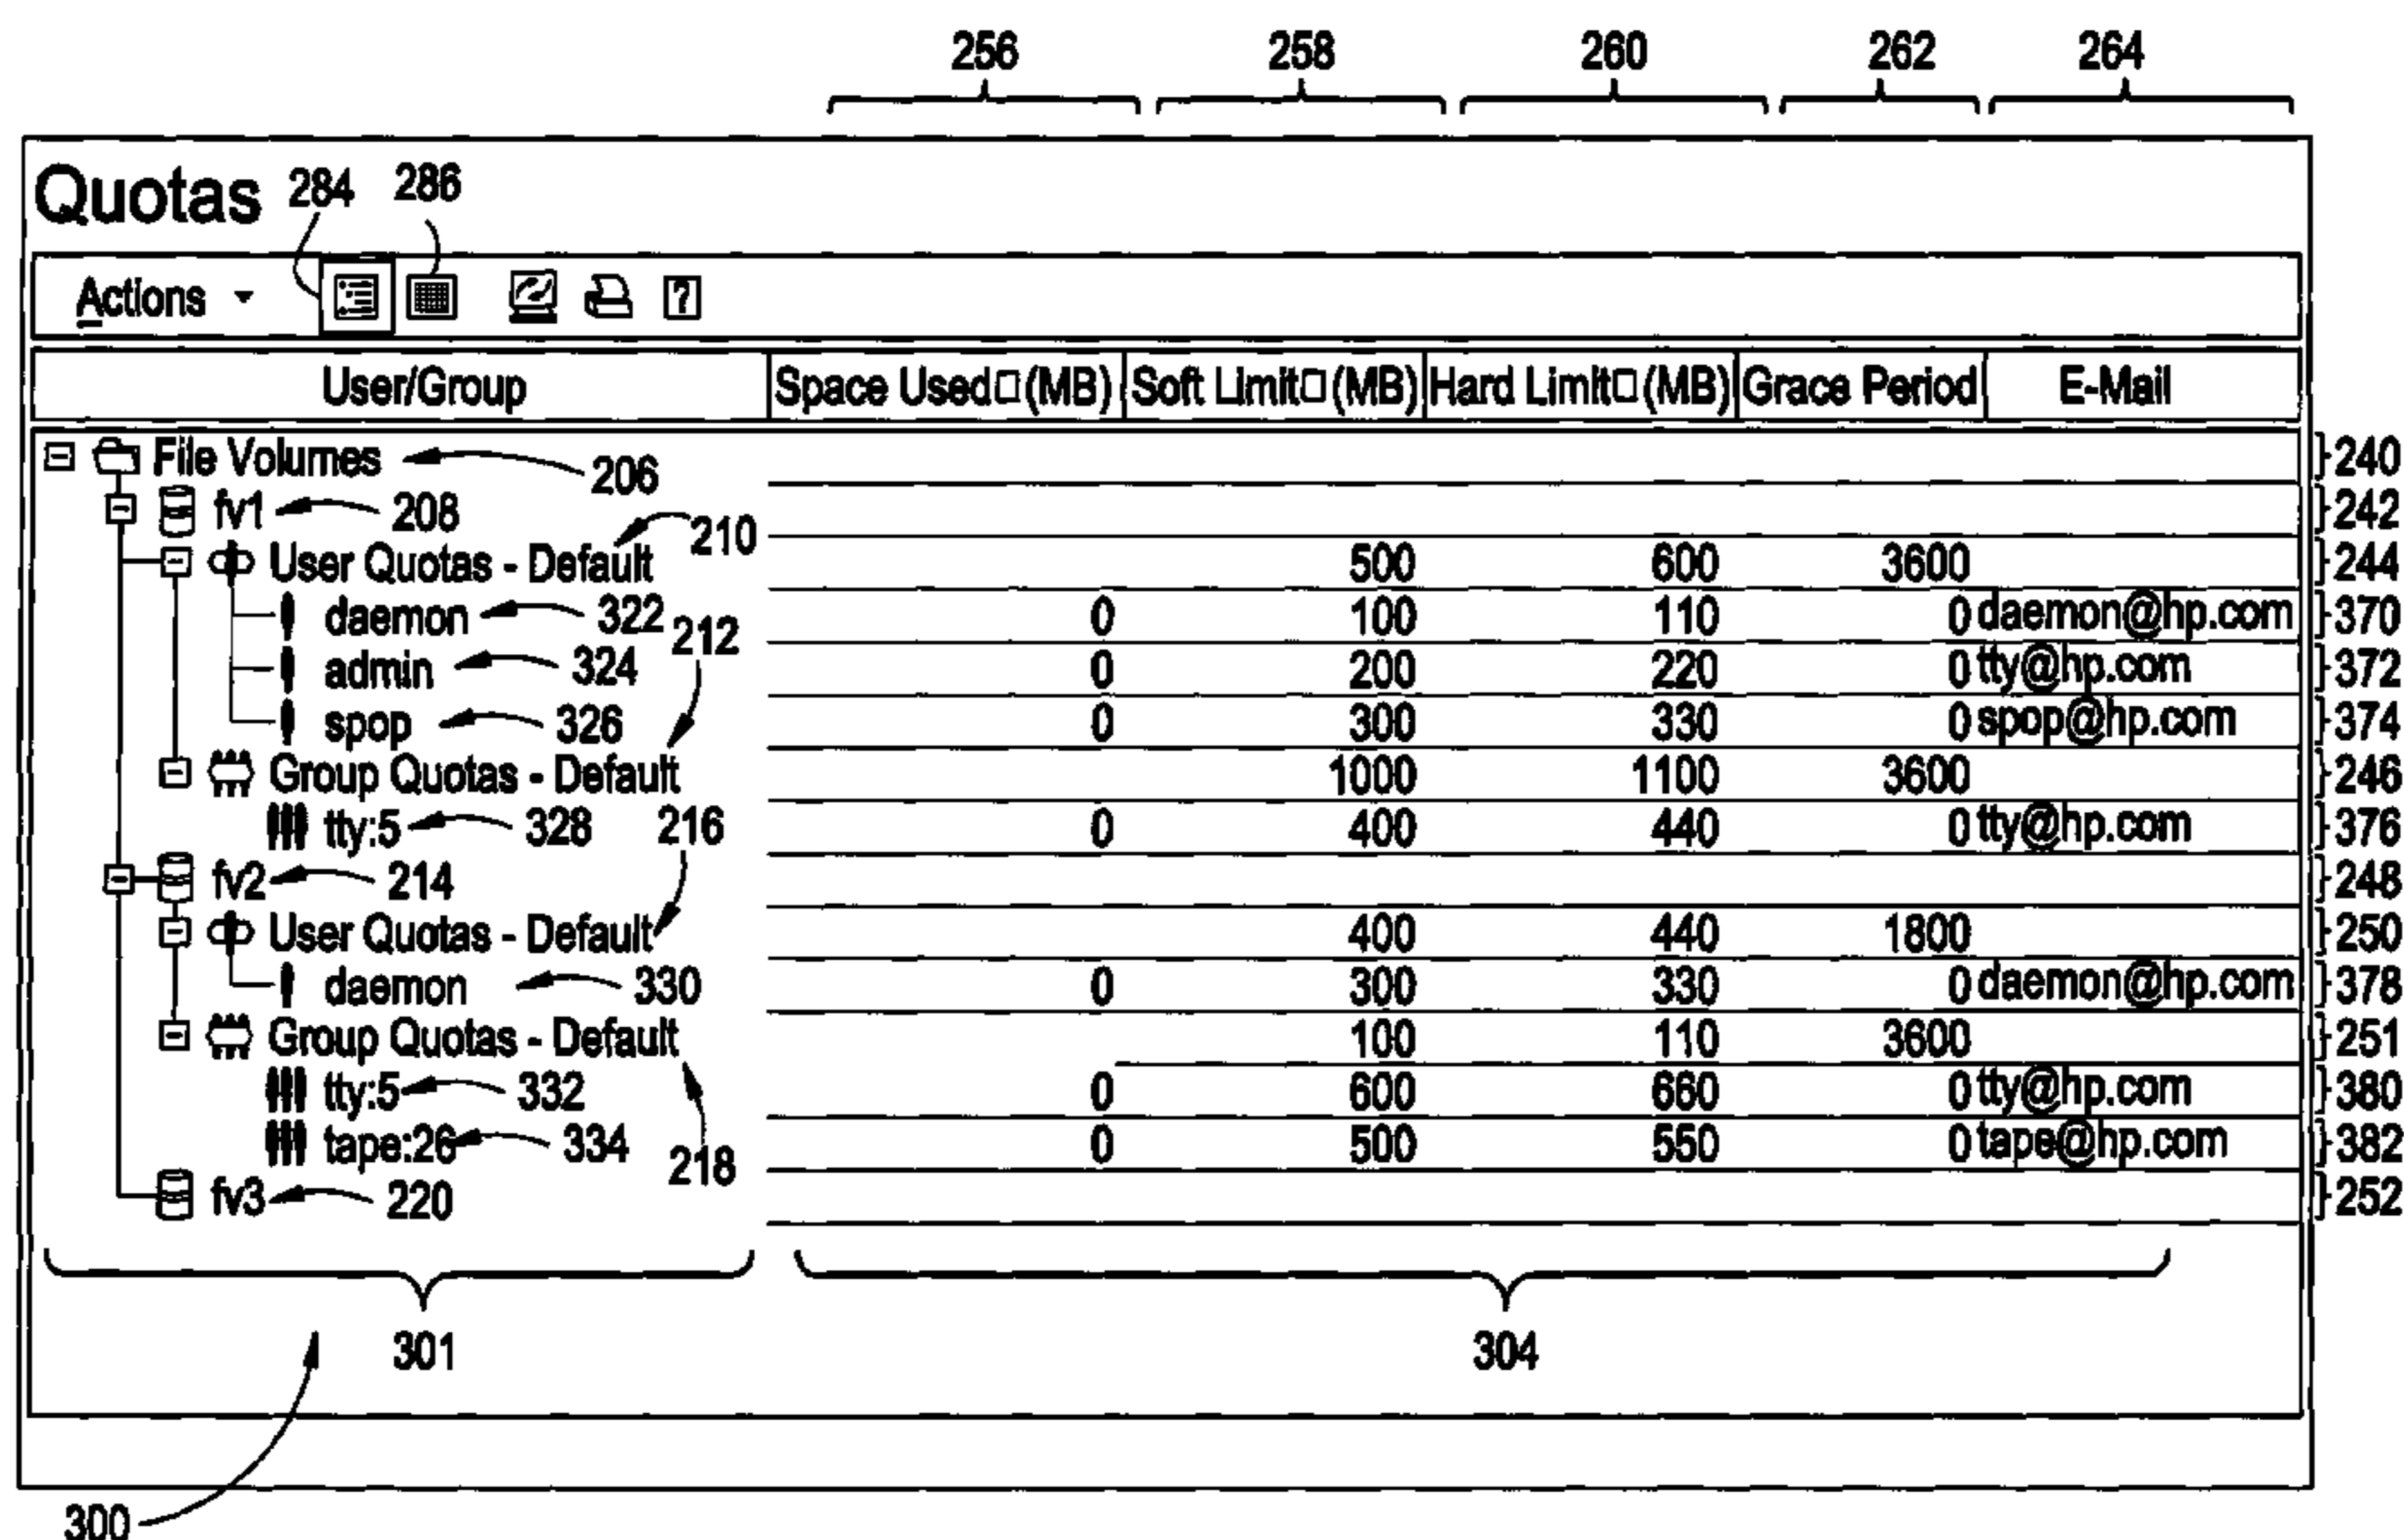 256 258 260 262 264
Quotas 284 286
Actions ?
User/Group Space Used□(MB) Soft Limit□(MB) Hard Limit□(MB) Grace Period E-Mail
File Volumes 206 240
fv1 208 242
User Quotas - Default 210 500 600 3600 244
daemon 322 0 100 110 0 daemon@hp.com 370
admin 324 212 0 200 220 0 tty@hp.com 372
spop 326 0 300 330 0 spop@hp.com 374
Group Quotas - Default 1000 1100 3600 246
tty:5 328 216 0 400 440 0 tty@hp.com 376
fv2 214 248
User Quotas - Default 400 440 1800 250
daemon 330 0 300 330 0 daemon@hp.com 378
Group Quotas - Default 100 110 3600 251
tty:5 332 0 600 660 0 tty@hp.com 380
tape:26 334 218 0 500 550 0 tape@hp.com 382
fv3 220 252
301 304
300